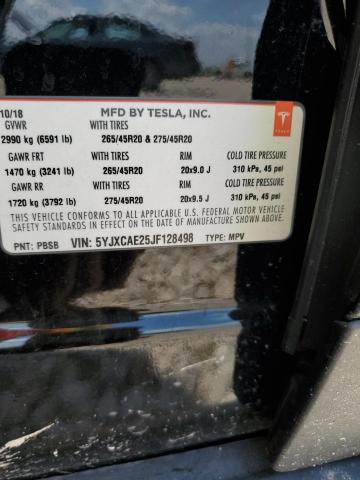 10/18 MFD BY TESLA, INC.
GVWR WITH TIRES
2990 kg (6591 lb) 265/45R20 & 275/45R20
GAWR FRT WITH TIRES RIM COLD TIRE PRESSURE
1470 kg (3241 lb) 265/45R20 20x9.0 J 310 kPa, 45 psi
GAWR RR WITH TIRES RIM COLD TIRE PRESSURE
1720 kg (3792 lb) 275/45R20 20x9.5 J 310 kPa, 45 psi
THIS VEHICLE CONFORMS TO ALL APPLICABLE U.S. FEDERAL MOTOR VEHICLE
SAFETY STANDARDS IN EFFECT ON THE DATE OF MANUFACTURE SHOWN ABOVE.
PNT: PBSB VIN: 5YJXCAE25JF128498 TYPE: MPV
TESLA